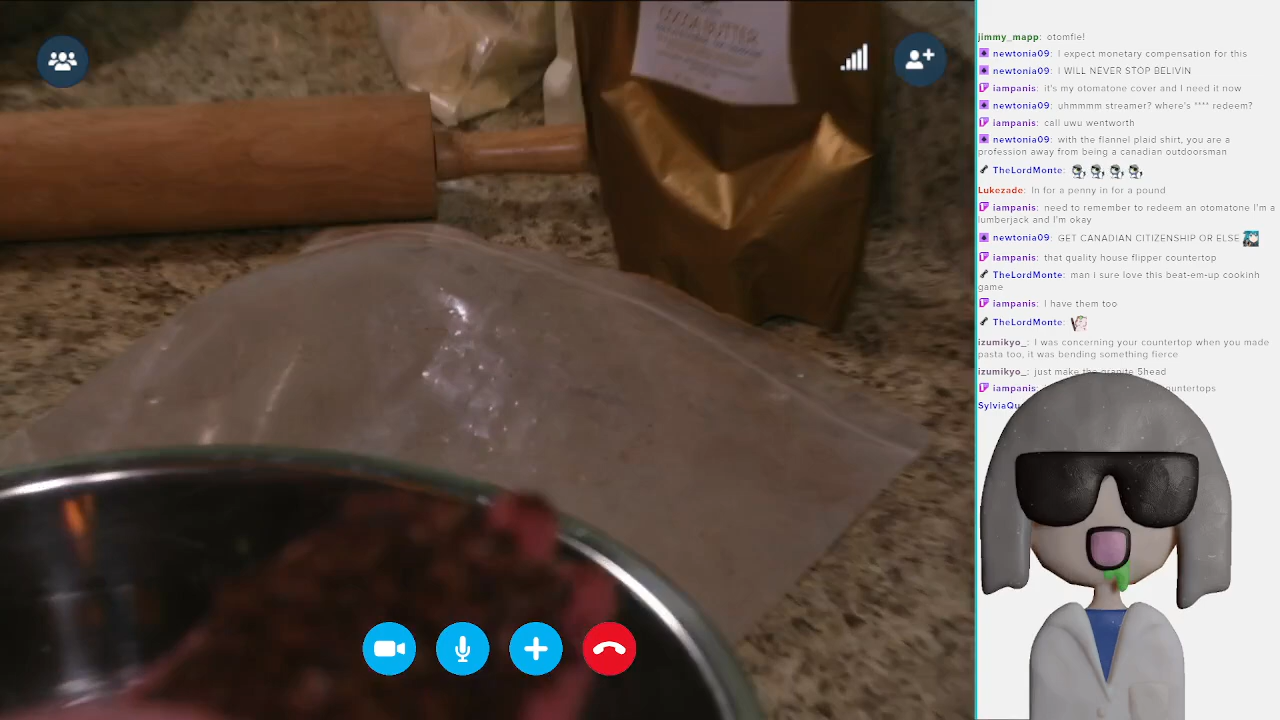 jimmy_mapp: otomfie!
newtonia09: I expect monetary compensation for this
newtonia09: I WILL NEVER STOP BELIVIN
iampanis: it's my otomatone cover and I need it now
newtonia09: uhmmmm streamer? where's **** redeem?
iampanis: call uwu wentworth
newtonia09: with the flannel plaid shirt, you are a
profession away from being a canadian outdoorsman
TheLordMonte:
Lukezade: In for a penny in for a pound
iampanis: need to remember to redeem an otomatone I'm a
lumberjack and I'm okay
newtonia09: GET CANADIAN CITIZENSHIP OR ELSE
iampanis: that quality house flipper countertop
TheLordMonte: man I sure love this beat-em-up cookinh
game
iampanis: I have them too
TheLordMonte:
izumikyo_: I was concerning your countertop when you made
pasta too, it was bending something fierce
izumikyo_: just make the granite 5head
iampanis: